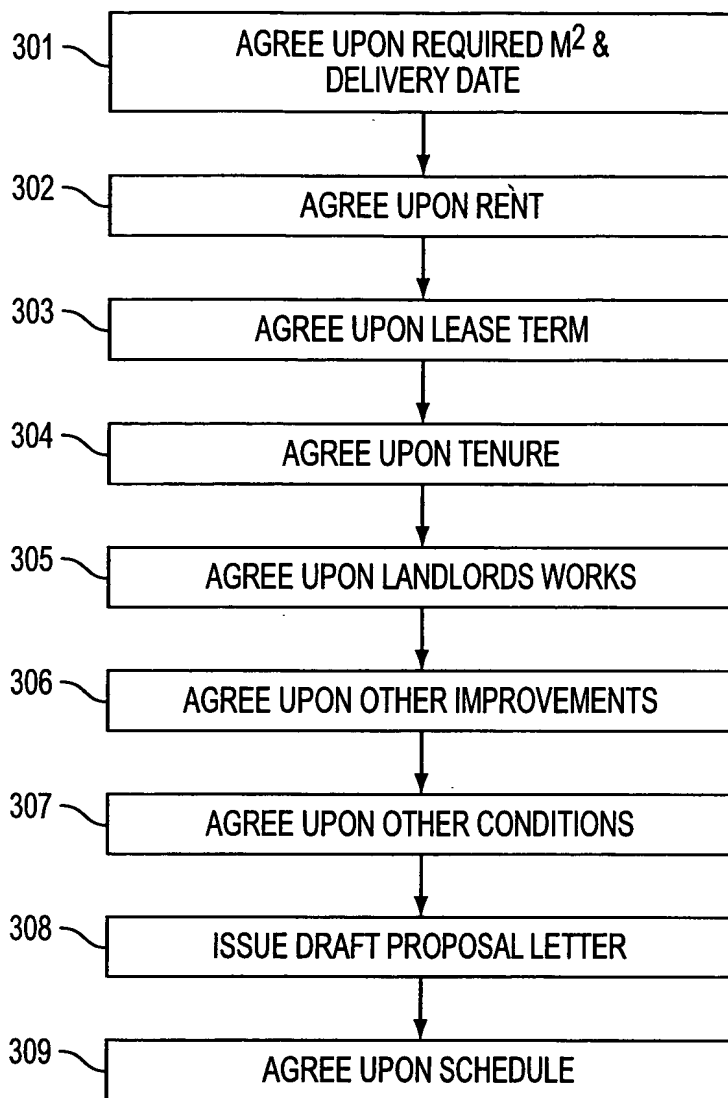 301
AGREE UPON REQUIRED M² &
DELIVERY DATE
302
AGREE UPON RENT
303
AGREE UPON LEASE TERM
304
AGREE UPON TENURE
305
AGREE UPON LANDLORDS WORKS
306
AGREE UPON OTHER IMPROVEMENTS
307
AGREE UPON OTHER CONDITIONS
308
ISSUE DRAFT PROPOSAL LETTER
309
AGREE UPON SCHEDULE